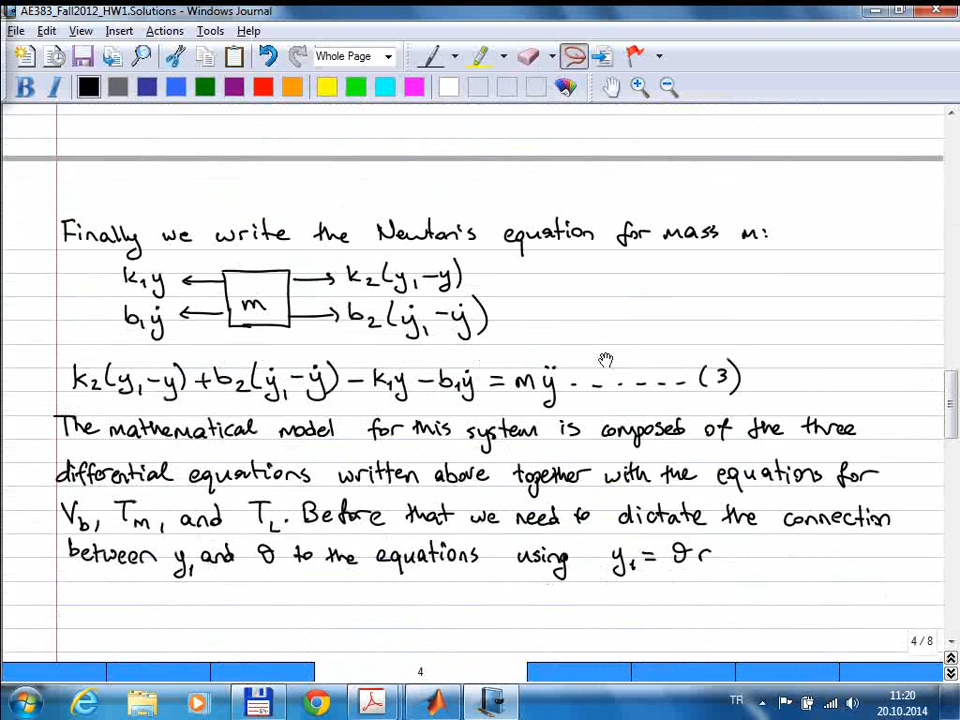 AE383_Fall2012_HW1.Solutions - Windows Journal
File Edit View Insert Actions Tools Help
Whole Page
B I
Finally we write the Newton's equation for mass m:
k₁y m k₂(y₁-y)
b₁ẏ b₂(ẏ₁-ẏ)
k₂(y₁-y)+b₂(ẏ₁-ẏ)-k₁y-b₁ẏ = mÿ ....... (3)
The mathematical model for this system is composed of the three
differential equations written above together with the equations for
V_b, T_m, and T_L. Before that we need to dictate the connection
between y₁ and θ to the equations using y₁ = θr
4 / 8
4
TR 11:20
20.10.2014